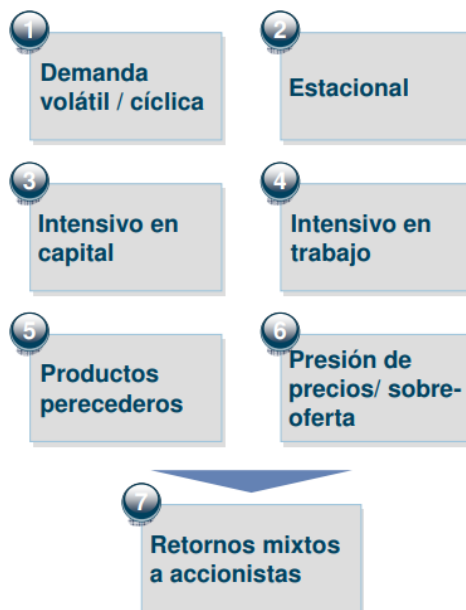 1
Demanda
volátil / cíclica
2
Estacional
3
Intensivo en
capital
4
Intensivo en
trabajo
5
Productos
perecederos
6
Presión de
precios/ sobre-
oferta
7
Retornos mixtos
a accionistas